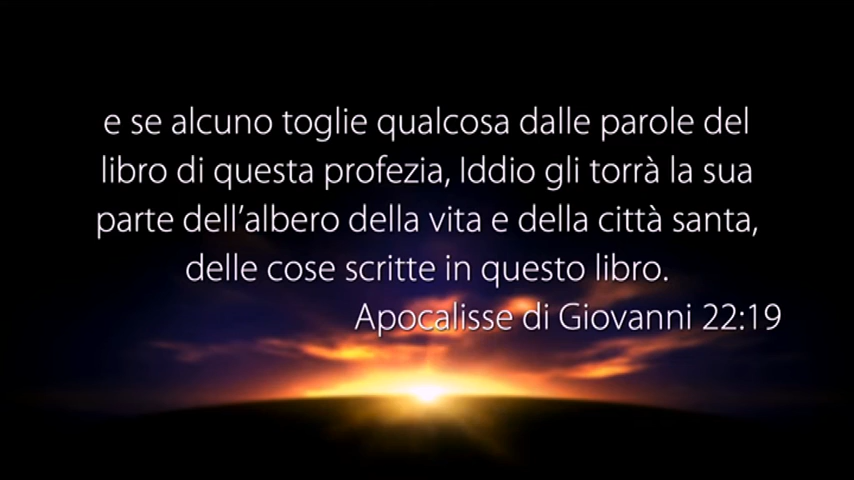 e se alcuno toglie qualcosa dalle parole del
libro di questa profezia, Iddio gli torrà la sua
parte dell’albero della vita e della città santa,
delle cose scritte in questo libro.
Apocalisse di Giovanni 22:19